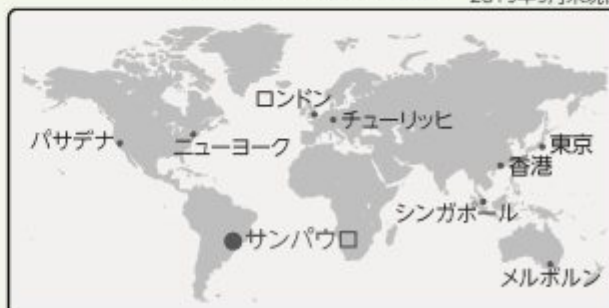 ロンドン
チューリッヒ
パサデナ
ニューヨーク
東京
香港
シンガポール
サンパウロ
メルボルン